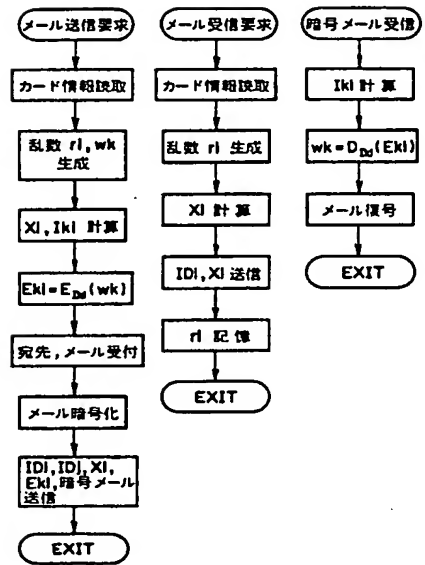 メール送信要求
カード情報読取
乱数 ri, wk
生成
Xi, Iki 計算
Eki=E_Dd(wk)
宛先,メール受付
メール暗号化
IDi, IDj, Xi,
Eki,暗号メール
送信
EXIT
メール受信要求
カード情報読取
乱数 ri 生成
Xi 計算
IDi, Xi 送信
ri 記憶
EXIT
暗号メール受信
Iki 計算
wk=D_Dd(Eki)
メール復号
EXIT